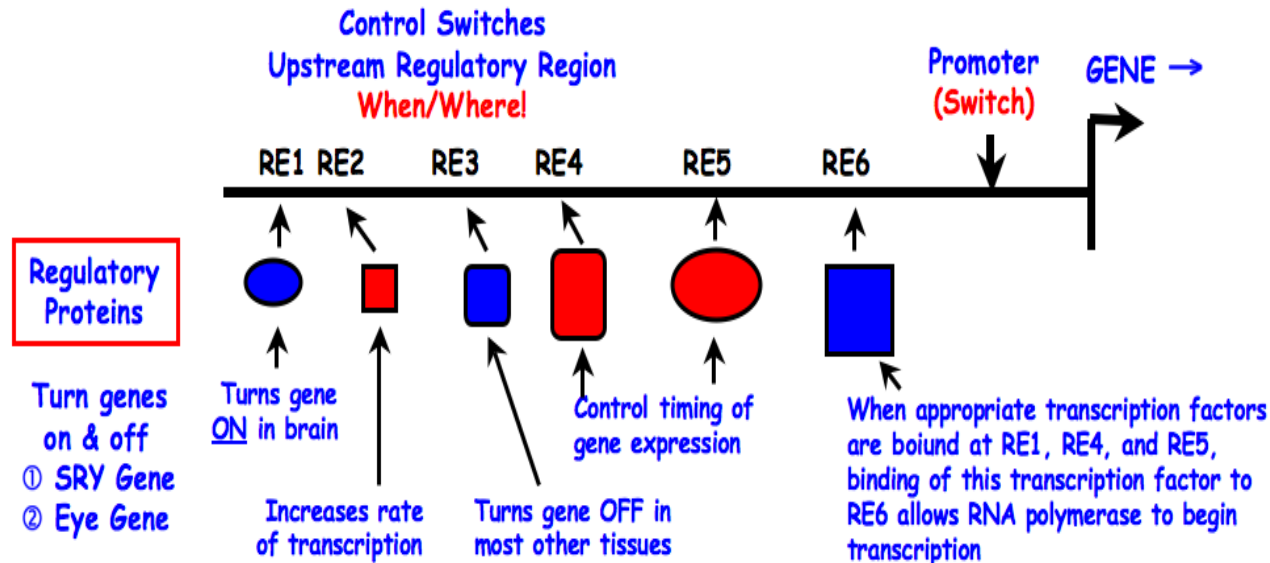 Control Switches
Upstream Regulatory Region
When/Where!
Promoter
(Switch)
GENE →
RE1 RE2 RE3 RE4 RE5 RE6
Regulatory
Proteins
Turn genes
on & off
① SRY Gene
② Eye Gene
Turns gene
ON in brain
Increases rate
of transcription
Turns gene OFF in
most other tissues
Control timing of
gene expression
When appropriate transcription factors
are boiund at RE1, RE4, and RE5,
binding of this transcription factor to
RE6 allows RNA polymerase to begin
transcription